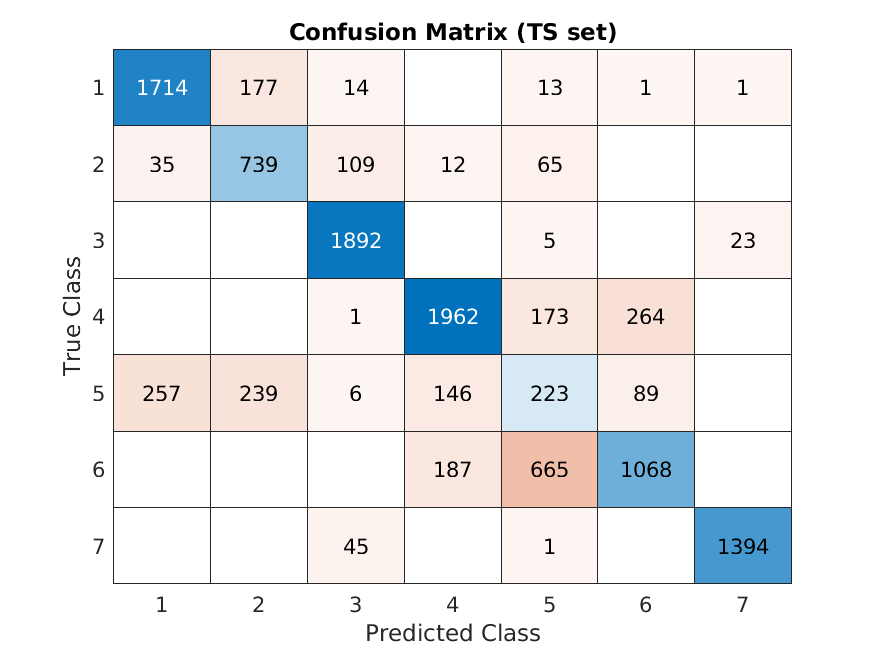 Confusion Matrix (TS set)
1 1714 177 14 13 1 1
2 35 739 109 12 65
3 1892 5 23
4 1 1962 173 264
5 257 239 6 146 223 89
6 187 665 1068
7 45 1 1394
1 2 3 4 5 6 7
Predicted Class
True Class